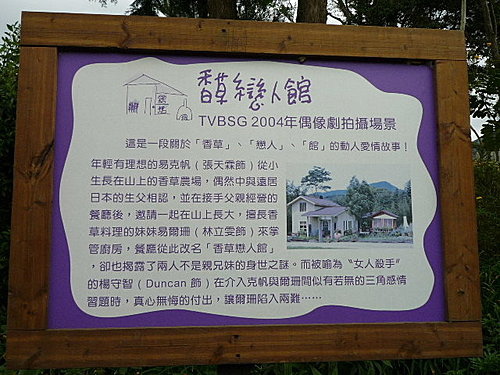 香草戀人館
TVBSG 2004年偶像劇拍攝場景
這是一段關於「香草」、「戀人」、「館」的動人愛情故事！
年輕有理想的易克帆（張天霖飾）從小
生長在山上的香草農場，偶然中與遠居
日本的生父相認，並在接手父親經營的
餐廳後，邀請一起在山上長大，擅長香
草料理的妹妹易爾珊（林立雯飾）來掌
管廚房，餐廳從此改名「香草戀人館」
，卻也揭露了兩人不是親兄妹的身世之謎。而被喻為〝女人殺手〞
的楊守智（Duncan 飾）在介入克帆與爾珊間似有若無的三角感情
習題時，真心無悔的付出，讓爾珊陷入兩難……